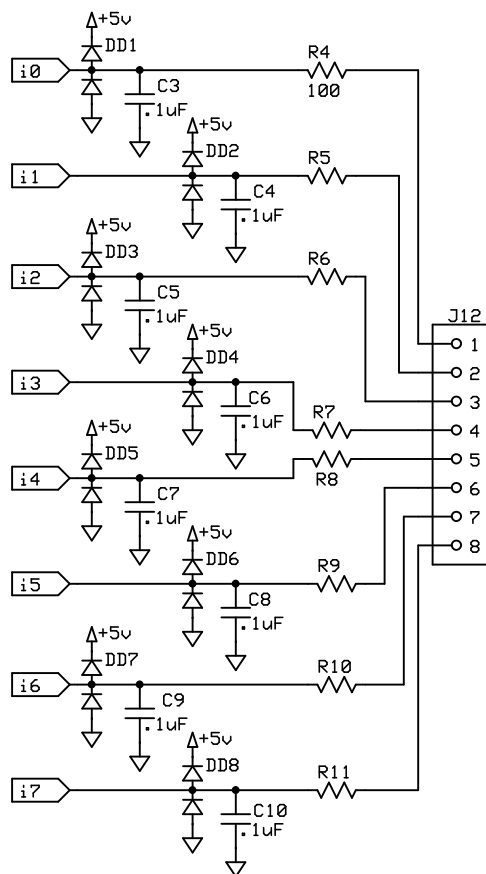 +5v
DD1
i0
C3
.1uF
R4
100
+5v
DD2
i1
C4
.1uF
R5
+5v
DD3
i2
C5
.1uF
R6
J12
1
2
3
4
5
6
7
8
+5v
DD4
i3
C6
.1uF
R7
+5v
DD5
i4
C7
.1uF
R8
+5v
DD6
i5
C8
.1uF
R9
+5v
DD7
i6
C9
.1uF
R10
+5v
DD8
i7
C10
.1uF
R11